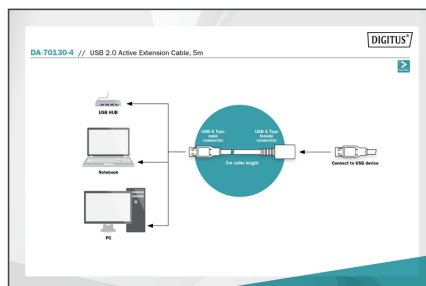 DIGITUS®
DA-70130-4 // USB 2.0 Active Extension Cable, 5m
USB HUB
USB A Type
male
connector
USB A Type
female
connector
5m cable length
Notebook
Connect to USB device
PC